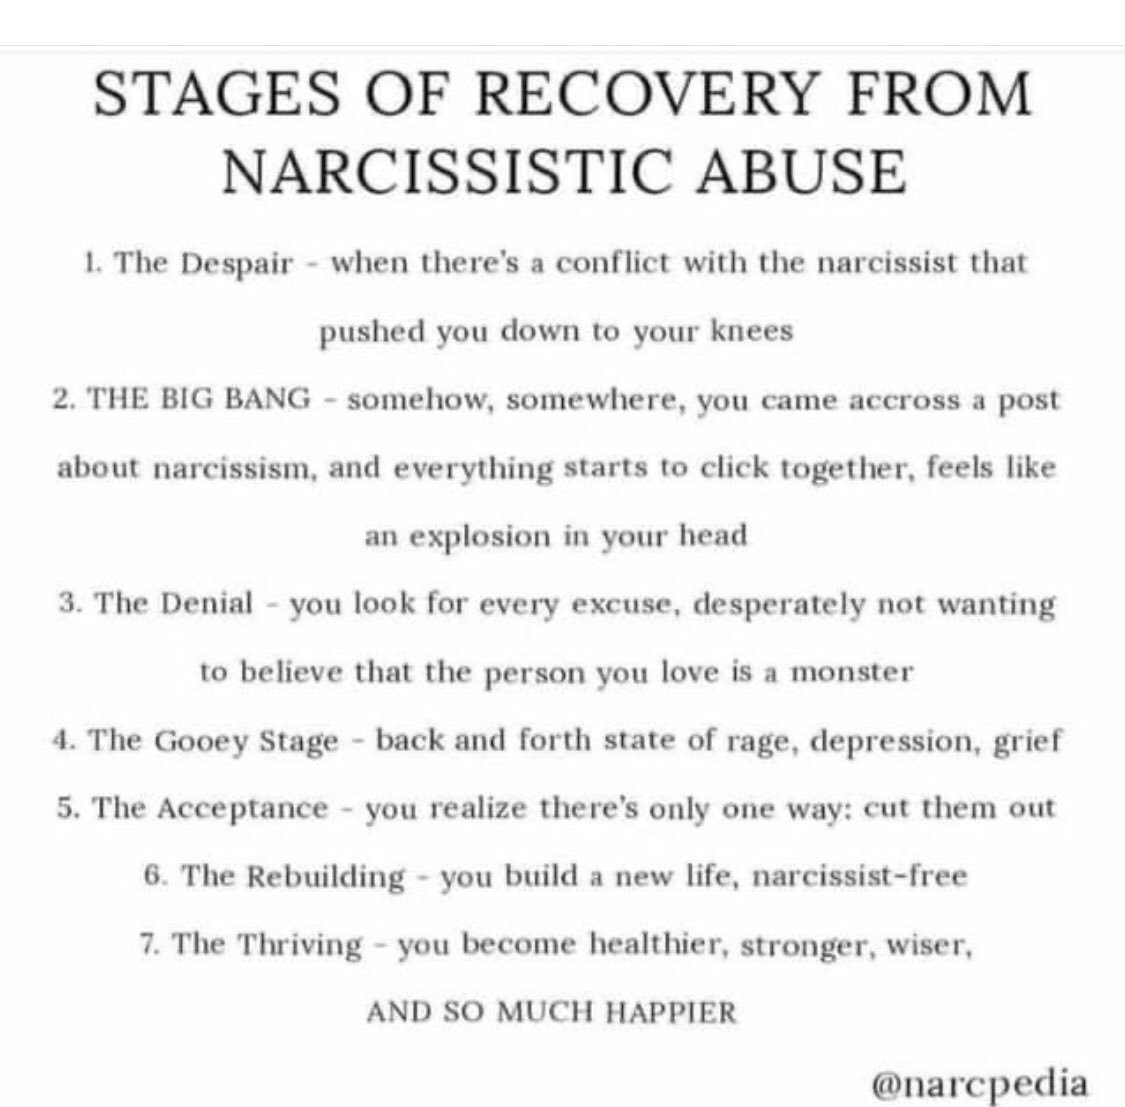 STAGES OF RECOVERY FROM
NARCISSISTIC ABUSE
1. The Despair - when there's a conflict with the narcissist that
pushed you down to your knees
2. THE BIG BANG - somehow, somewhere, you came accross a post
about narcissism, and everything starts to click together, feels like
an explosion in your head
3. The Denial - you look for every excuse, desperately not wanting
to believe that the person you love is a monster
4. The Gooey Stage - back and forth state of rage, depression, grief
5. The Acceptance - you realize there's only one way: cut them out
6. The Rebuilding - you build a new life, narcissist-free
7. The Thriving - you become healthier, stronger, wiser,
AND SO MUCH HAPPIER
@narcpedia